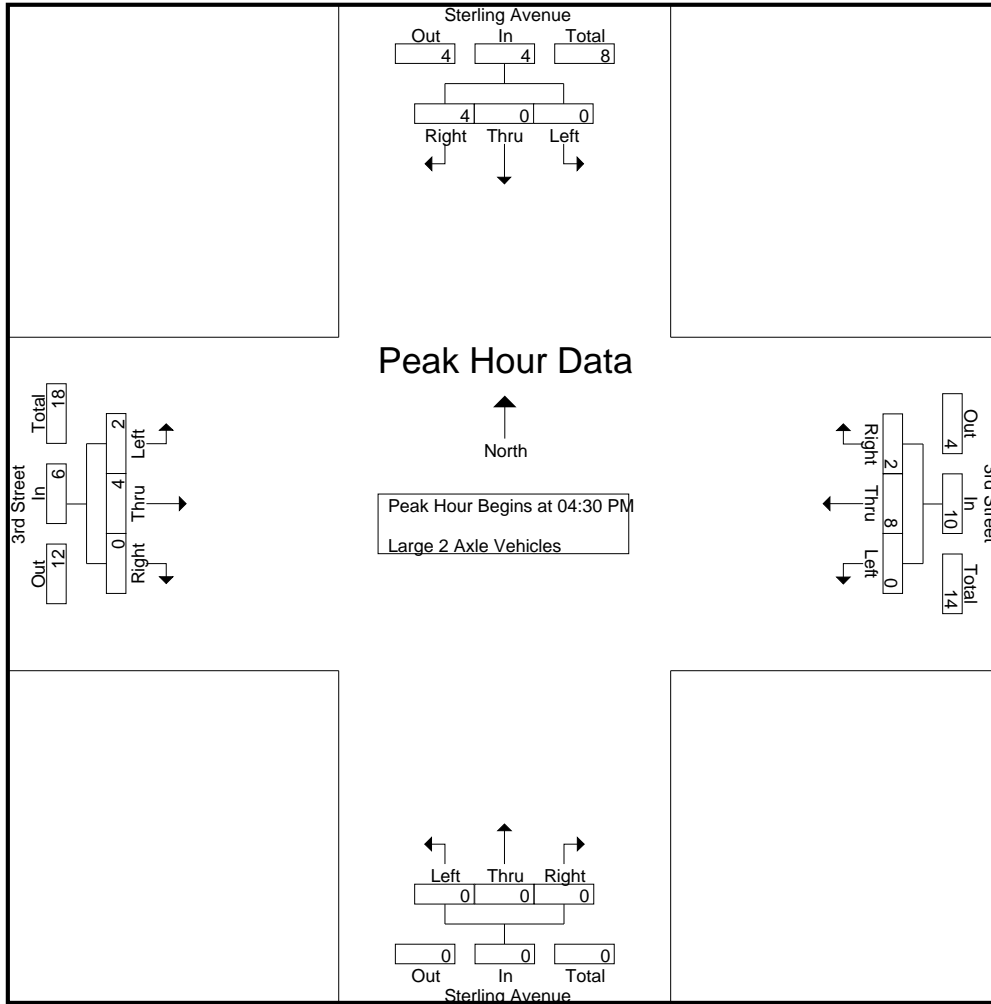 Sterling Avenue
Out In Total
4 4 8
4 0 0
Right Thru Left
Peak Hour Data
North
Peak Hour Begins at 04:30 PM
Large 2 Axle Vehicles
3rd Street
Total In Out
18 6 12
2 4 0
Left Thru Right
3rd Street
Out In Total
4 10 14
2 8 0
Right Thru Left
Left Thru Right
0 0 0
0 0 0
Out In Total
Sterling Avenue